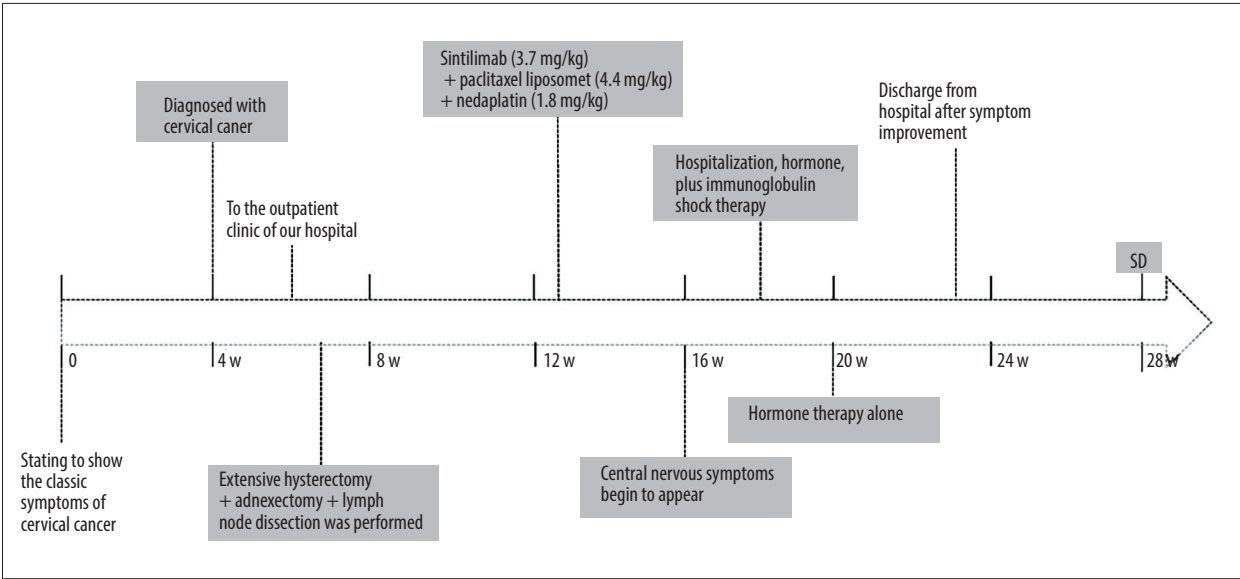 Diagnosed with
cervical caner
To the outpatient
clinic of our hospital
Sintilimab (3.7 mg/kg)
+ paclitaxel liposomet (4.4 mg/kg)
+ nedaplatin (1.8 mg/kg)
Hospitalization, hormone,
plus immunoglobulin
shock therapy
Discharge from
hospital after symptom
improvement
SD
0
4 w
8 w
12 w
16 w
20 w
24 w
28 w
Stating to show
the classic
symptoms of
cervical cancer
Extensive hysterectomy
+ adnexectomy + lymph
node dissection was performed
Central nervous symptoms
begin to appear
Hormone therapy alone